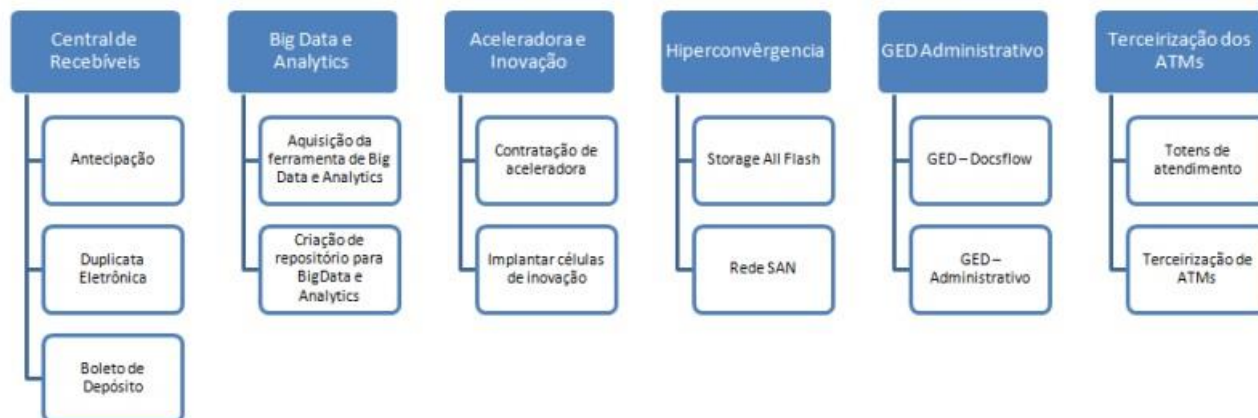 Central de
Recebíveis
Antecipação
Duplicata
Eletrônica
Boleto de
Depósito
Big Data e
Analytics
Aquisição da
ferramenta de Big
Data e Analytics
Criação de
repositório para
BigData e
Analytics
Aceleradora e
Inovação
Contratação de
aceleradora
Implantar células
de inovação
Hiperconvêrgencia
Storage All Flash
Rede SAN
GED Administrativo
GED – Docsflow
GED –
Administrativo
Terceirização dos
ATMs
Totens de
atendimento
Terceirização de
ATMs